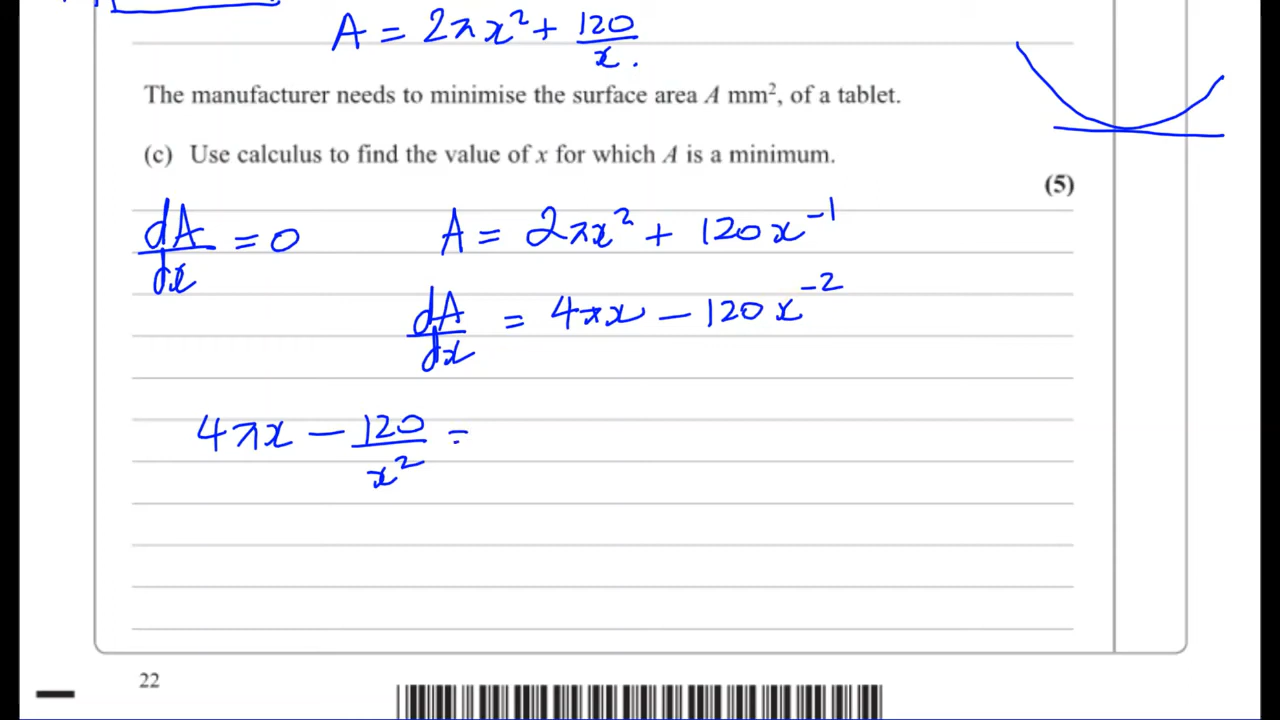 A = 2πx² + 120/x
The manufacturer needs to minimise the surface area A mm², of a tablet.
(c) Use calculus to find the value of x for which A is a minimum.
(5)
dA/dx = 0
A = 2πx² + 120x⁻¹
dA/dx = 4πx − 120x⁻²
4πx − 120/x² =
22